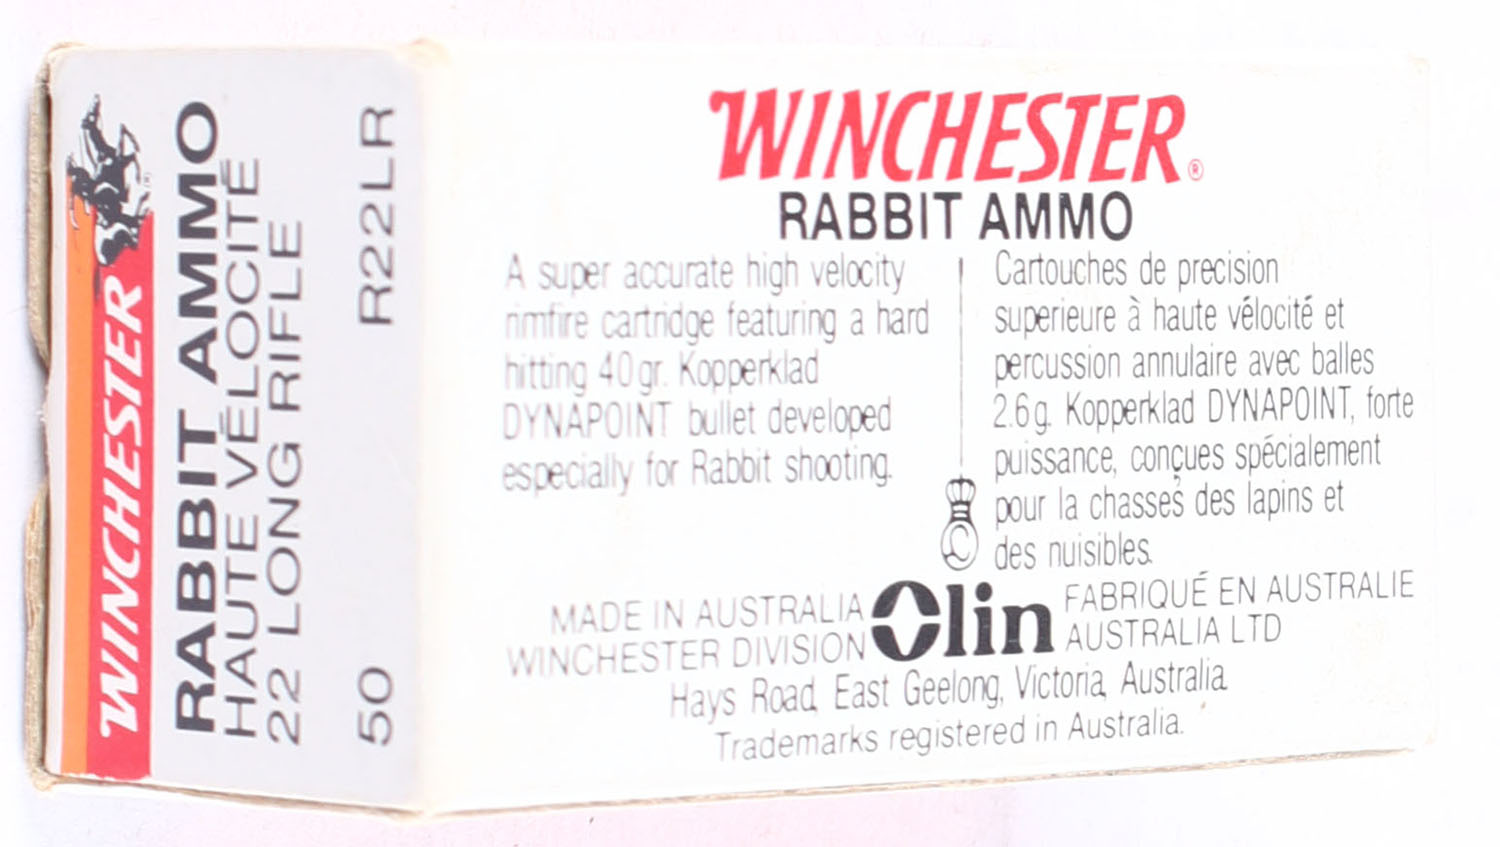 WINCHESTER
RABBIT AMMO
HAUTE VÉLOCITÉ
22 LONG RIFLE
50 R22LR
WINCHESTER®
RABBIT AMMO
A super accurate high velocity
rimfire cartridge featuring a hard
hitting 40gr. Kopperklad
DYNAPOINT bullet developed
especially for Rabbit shooting.
Cartouches de precision
superieure à haute vélocité et
percussion annulaire avec balles
2.6g. Kopperklad DYNAPOINT, forte
puissance, conçues spécialement
pour la chasses des lapins et
des nuisibles.
MADE IN AUSTRALIA
WINCHESTER DIVISION
Olin
FABRIQUÉ EN AUSTRALIE
AUSTRALIA LTD
Hays Road, East Geelong, Victoria, Australia
Trademarks registered in Australia.